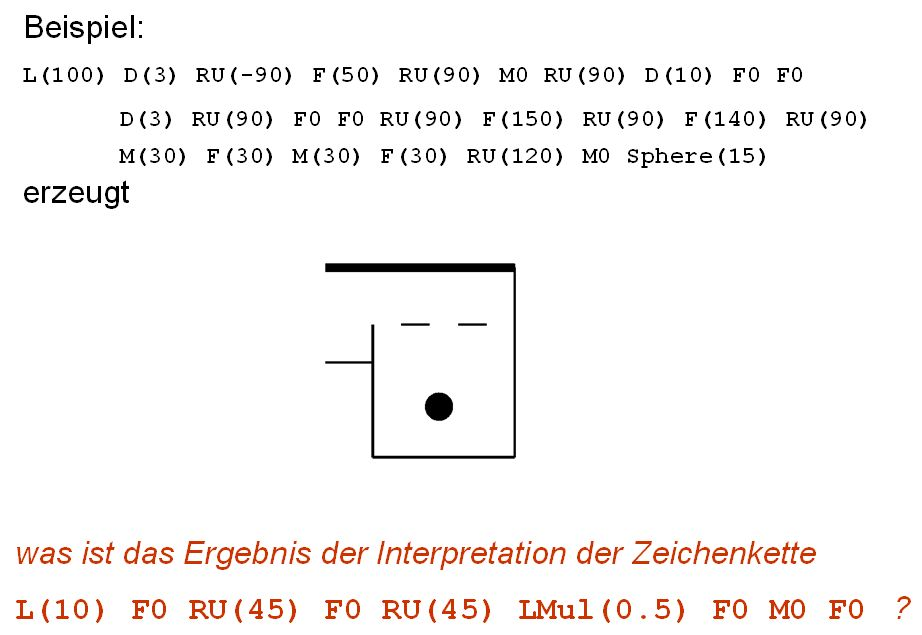 Beispiel:
L(100) D(3) RU(-90) F(50) RU(90) M0 RU(90) D(10) F0 F0
D(3) RU(90) F0 F0 RU(90) F(150) RU(90) F(140) RU(90)
M(30) F(30) M(30) F(30) RU(120) M0 Sphere(15)
erzeugt
was ist das Ergebnis der Interpretation der Zeichenkette
L(10) F0 RU(45) F0 RU(45) LMul(0.5) F0 M0 F0 ?